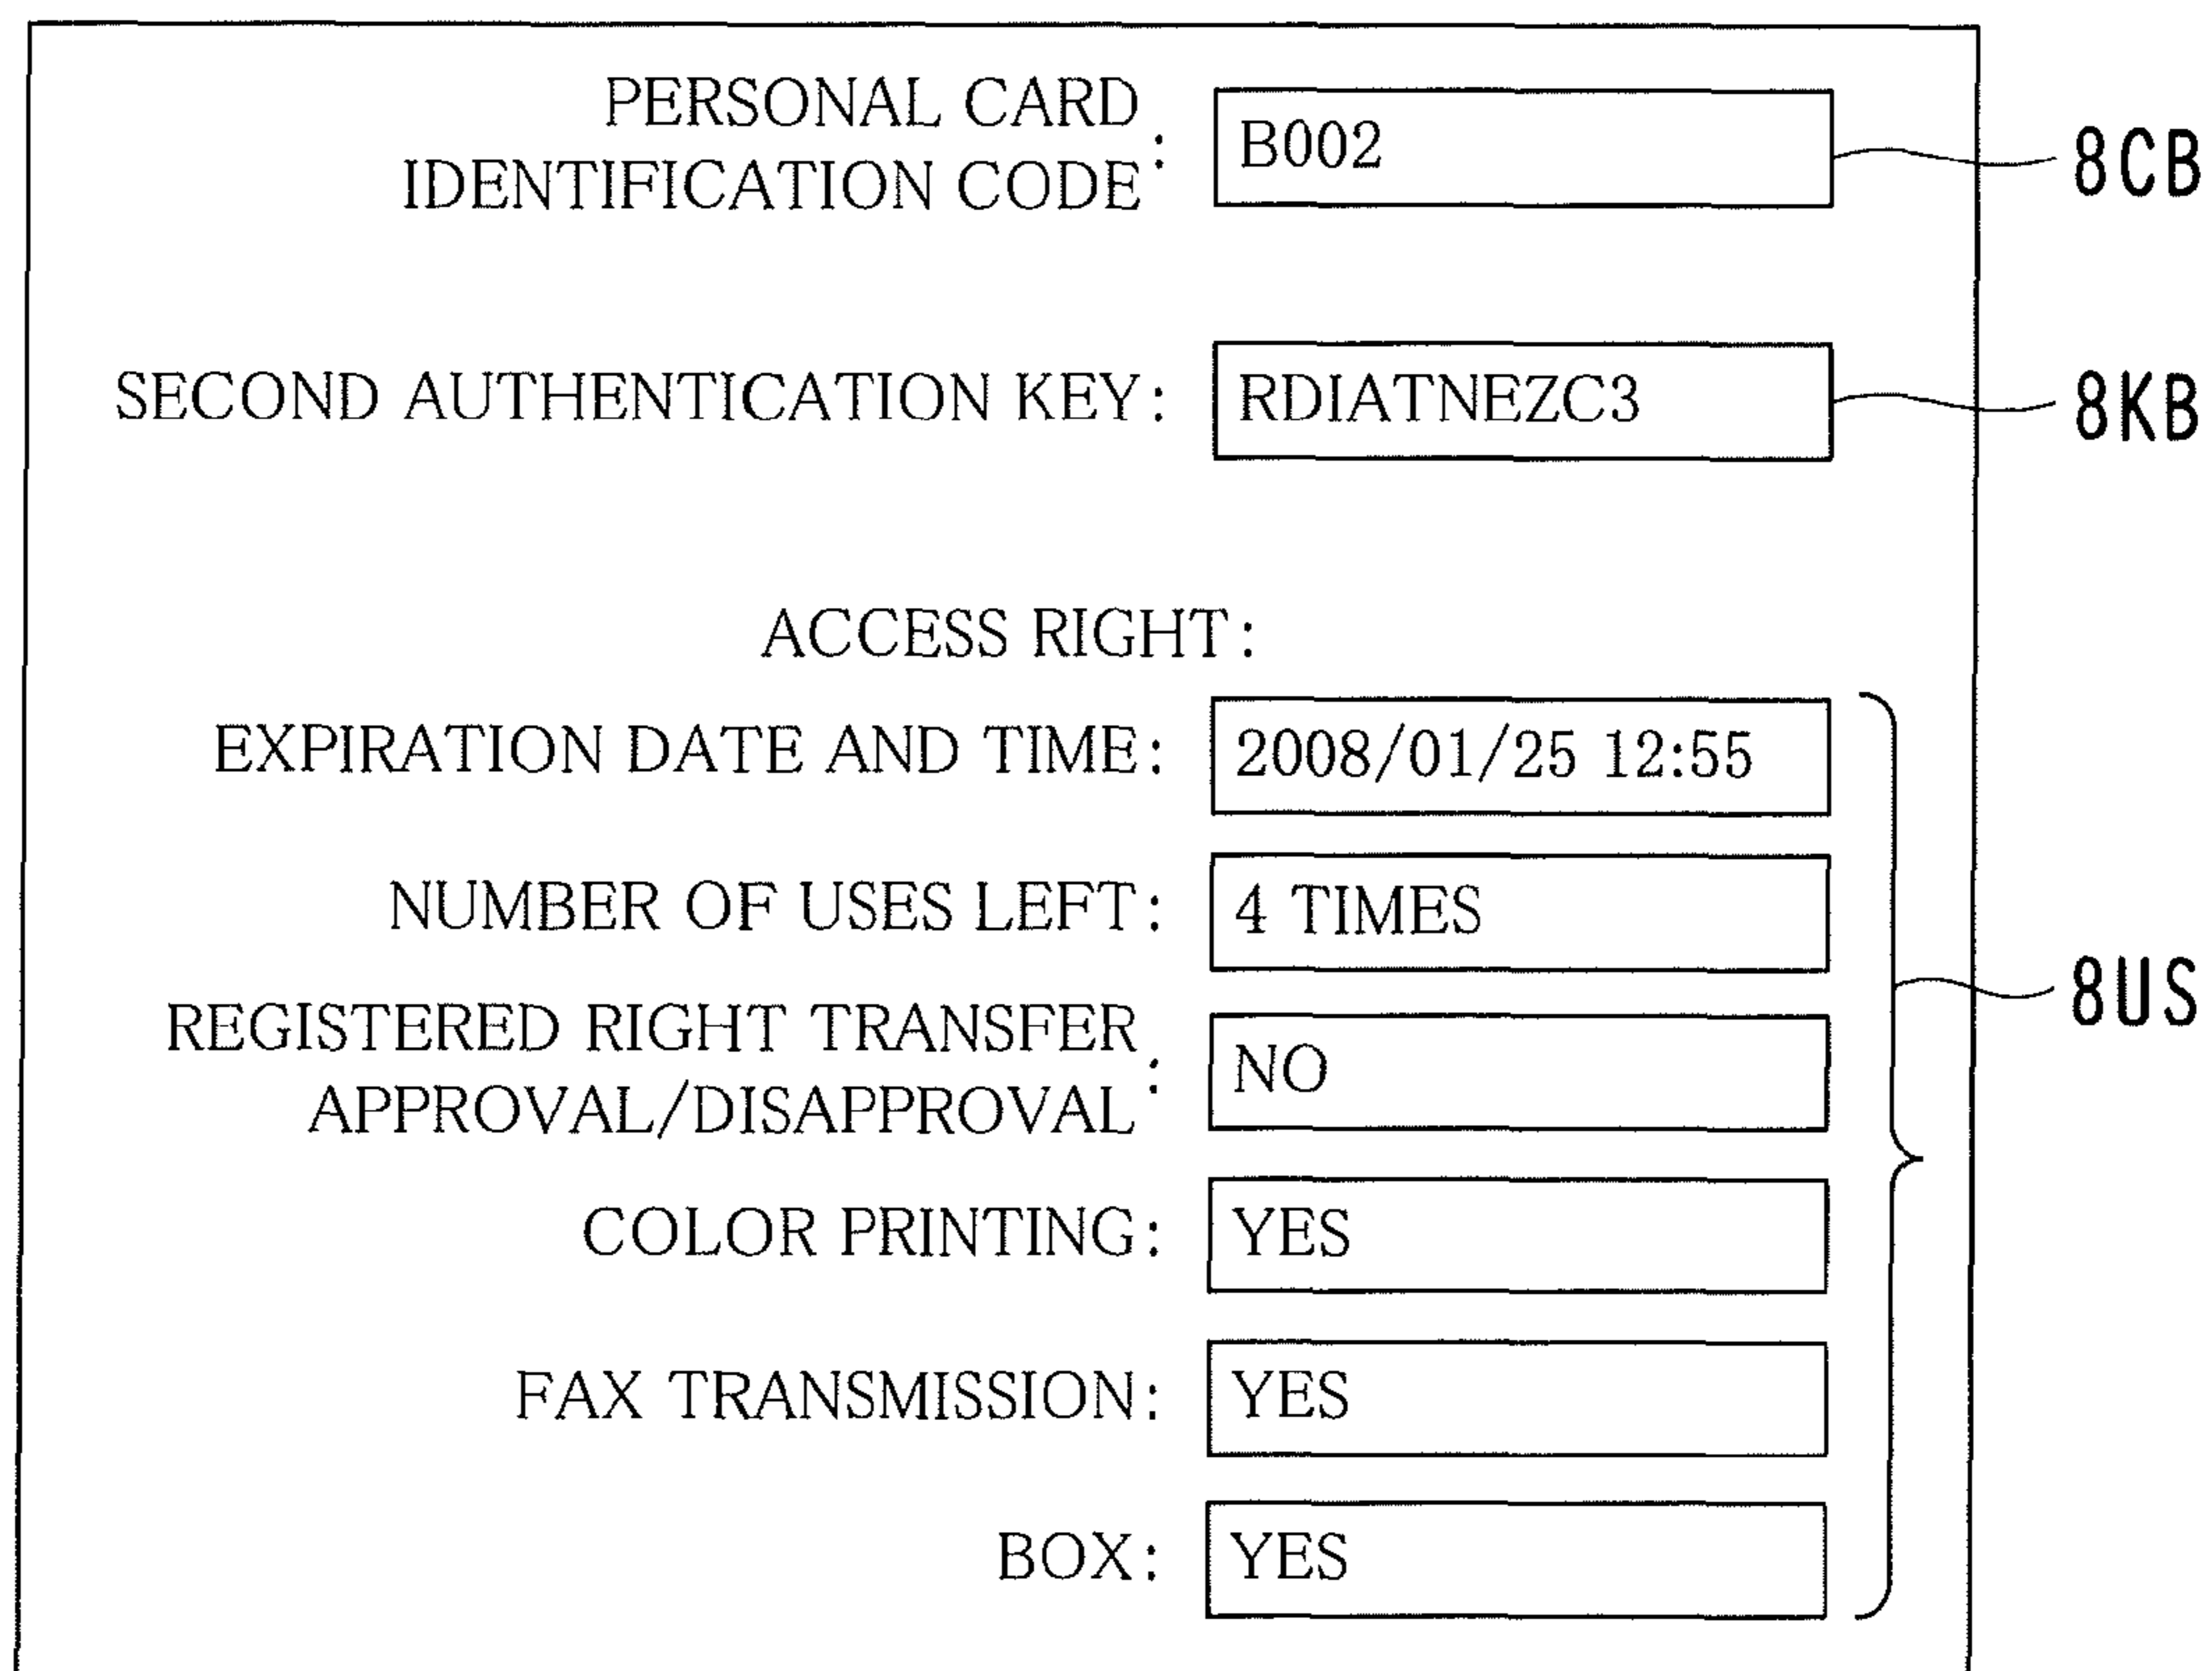 PERSONAL CARD
IDENTIFICATION CODE : B002 8CB
SECOND AUTHENTICATION KEY: RDIATNEZC3 8KB
ACCESS RIGHT:
EXPIRATION DATE AND TIME: 2008/01/25 12:55
NUMBER OF USES LEFT: 4 TIMES
8US
REGISTERED RIGHT TRANSFER
APPROVAL/DISAPPROVAL : NO
COLOR PRINTING: YES
FAX TRANSMISSION: YES
BOX: YES